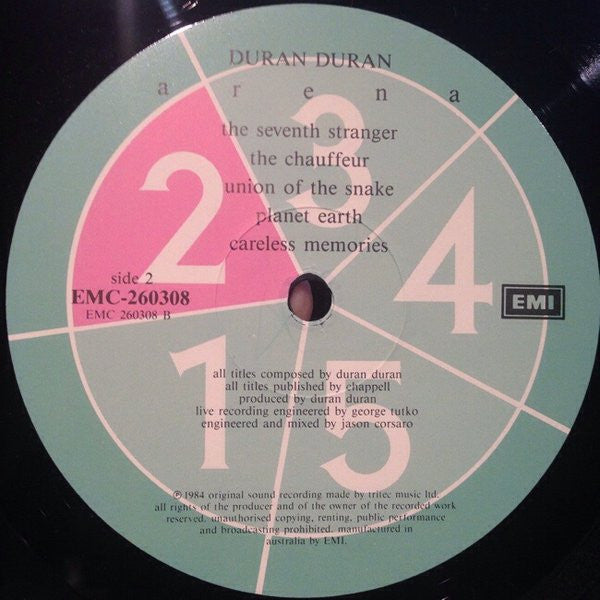 DURAN DURAN
arena
3
the seventh stranger
the chauffeur
2
union of the snake
4
planet earth
careless memories
side 2
EMC-260308
EMC 260308 B
EMI
1
5
all titles composed by duran duran
all titles published by chappell
produced by duran duran
live recording engineered by george tutko
engineered and mixed by jason corsaro
℗1984 original sound recording made by tritec music ltd.
all rights of the producer and of the owner of the recorded work
reserved. unauthorised copying, renting, public performance
and broadcasting prohibited. manufactured in
australia by EMI.